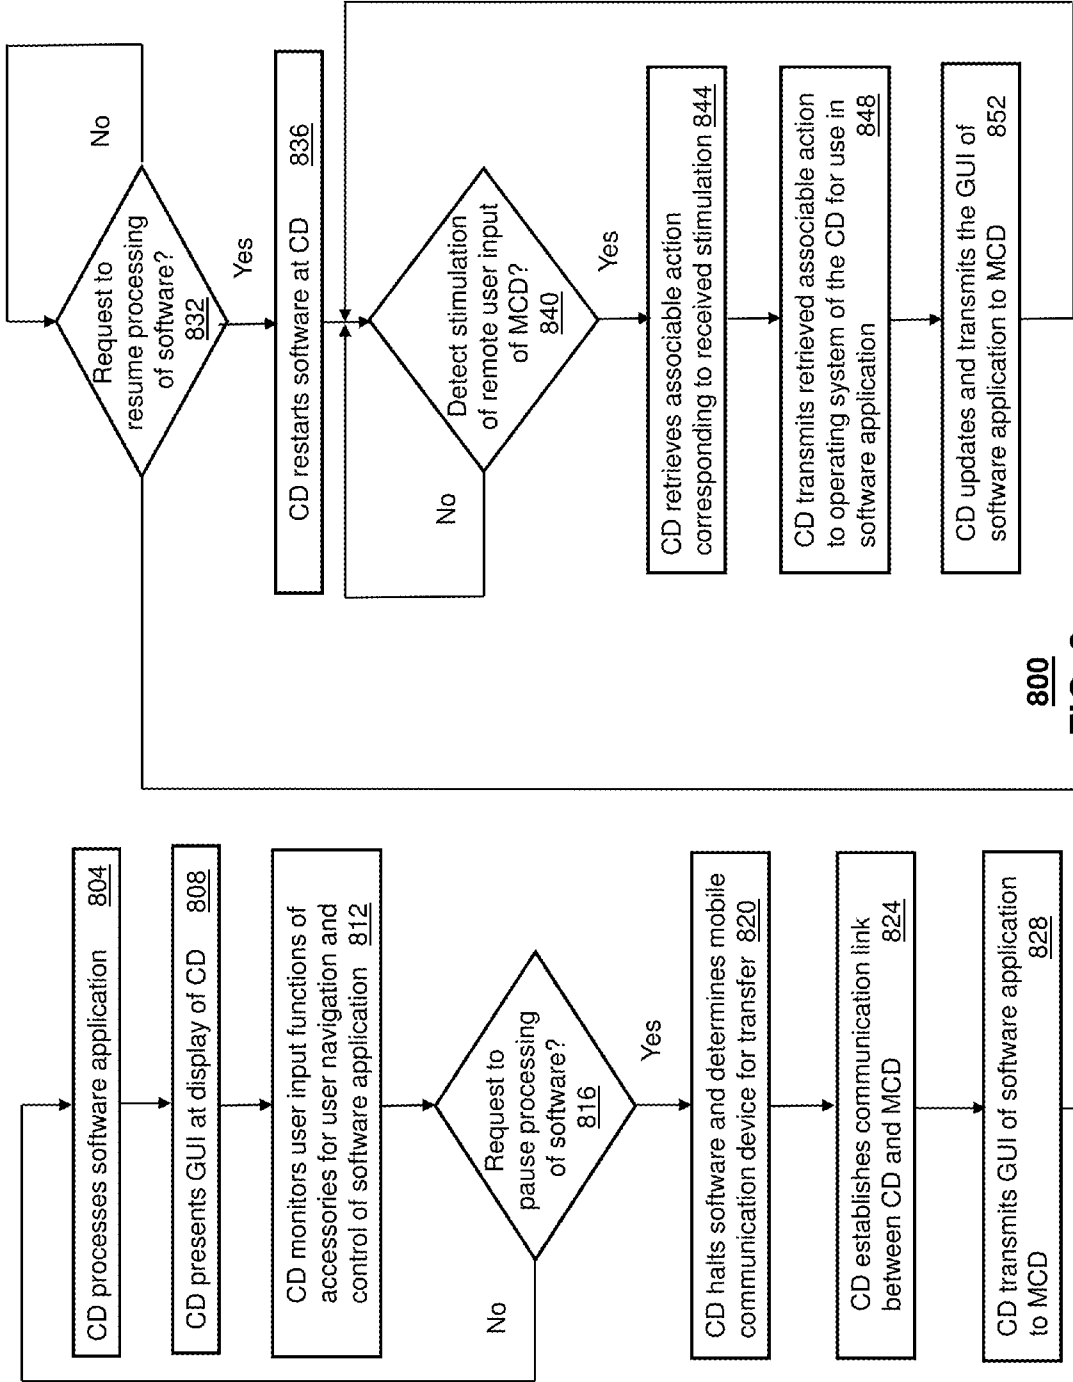 CD processes software application 804
CD presents GUI at display of CD 808
CD monitors user input functions of
accessories for user navigation and
control of software application 812
Request to
pause processing
of software?
816
No
Yes
CD halts software and determines mobile
communication device for transfer 820
CD establishes communication link
between CD and MCD 824
CD transmits GUI of software application
to MCD 828
Request to
resume processing
of software?
832
No
Yes
CD restarts software at CD 836
Detect stimulation
of remote user input
of MCD?
840
No
Yes
CD retrieves associable action
corresponding to received stimulation 844
CD transmits retrieved associable action
to operating system of the CD for use in
software application 848
CD updates and transmits the GUI of
software application to MCD 852
800